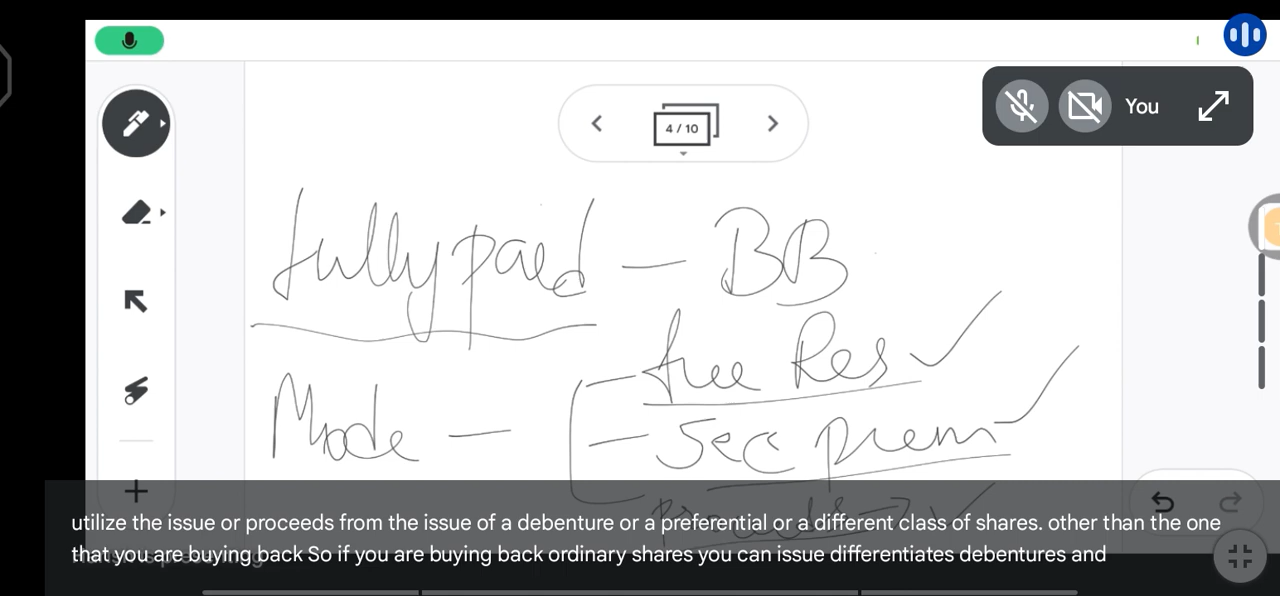 You
4 / 10
fully paid — BB
Mode — free Res ✓
— Sec prem ✓
utilize the issue or proceeds from the issue of a debenture or a preferential or a different class of shares. other than the one
that you are buying back So if you are buying back ordinary shares you can issue differentiates debentures and